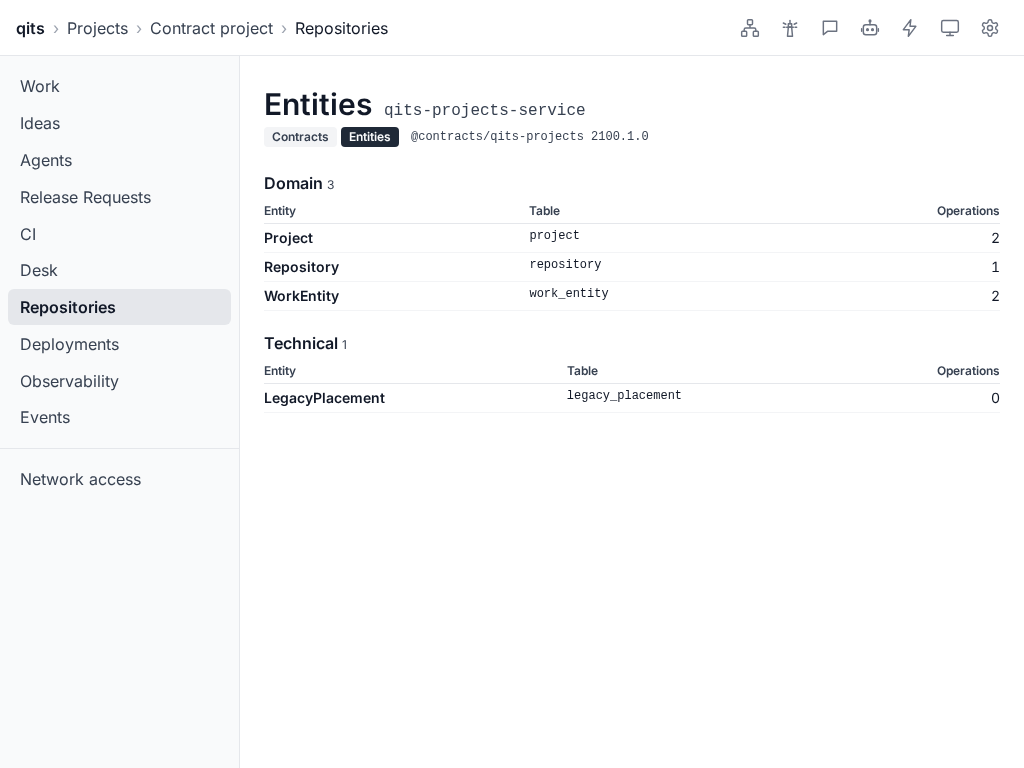 qits › Projects › Contract project › Repositories
Work
Ideas
Agents
Release Requests
CI
Desk
Repositories
Deployments
Observability
Events
Network access
Entities qits-projects-service
Contracts Entities @contracts/qits-projects 2100.1.0
Domain 3
Entity Table Operations
Project project 2
Repository repository 1
WorkEntity work_entity 2
Technical 1
Entity Table Operations
LegacyPlacement legacy_placement 0